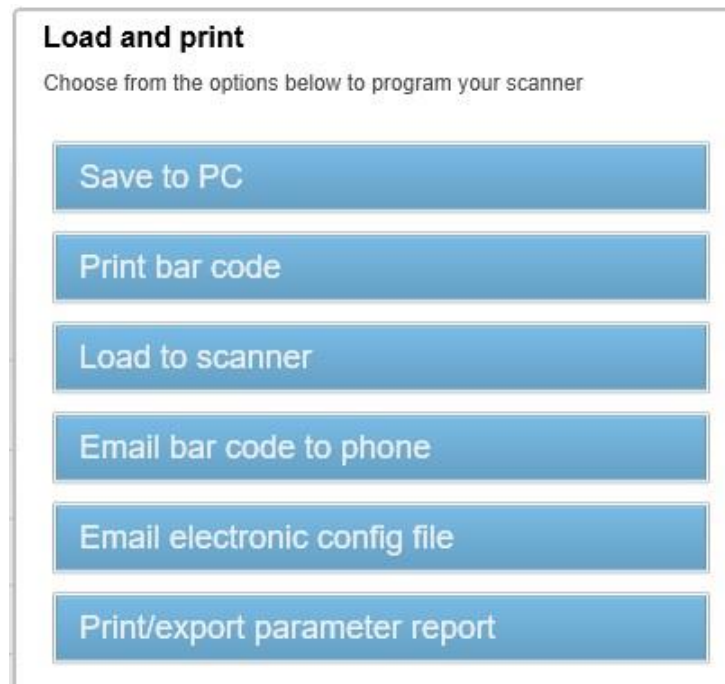 Load and print
Choose from the options below to program your scanner
Save to PC
Print bar code
Load to scanner
Email bar code to phone
Email electronic config file
Print/export parameter report